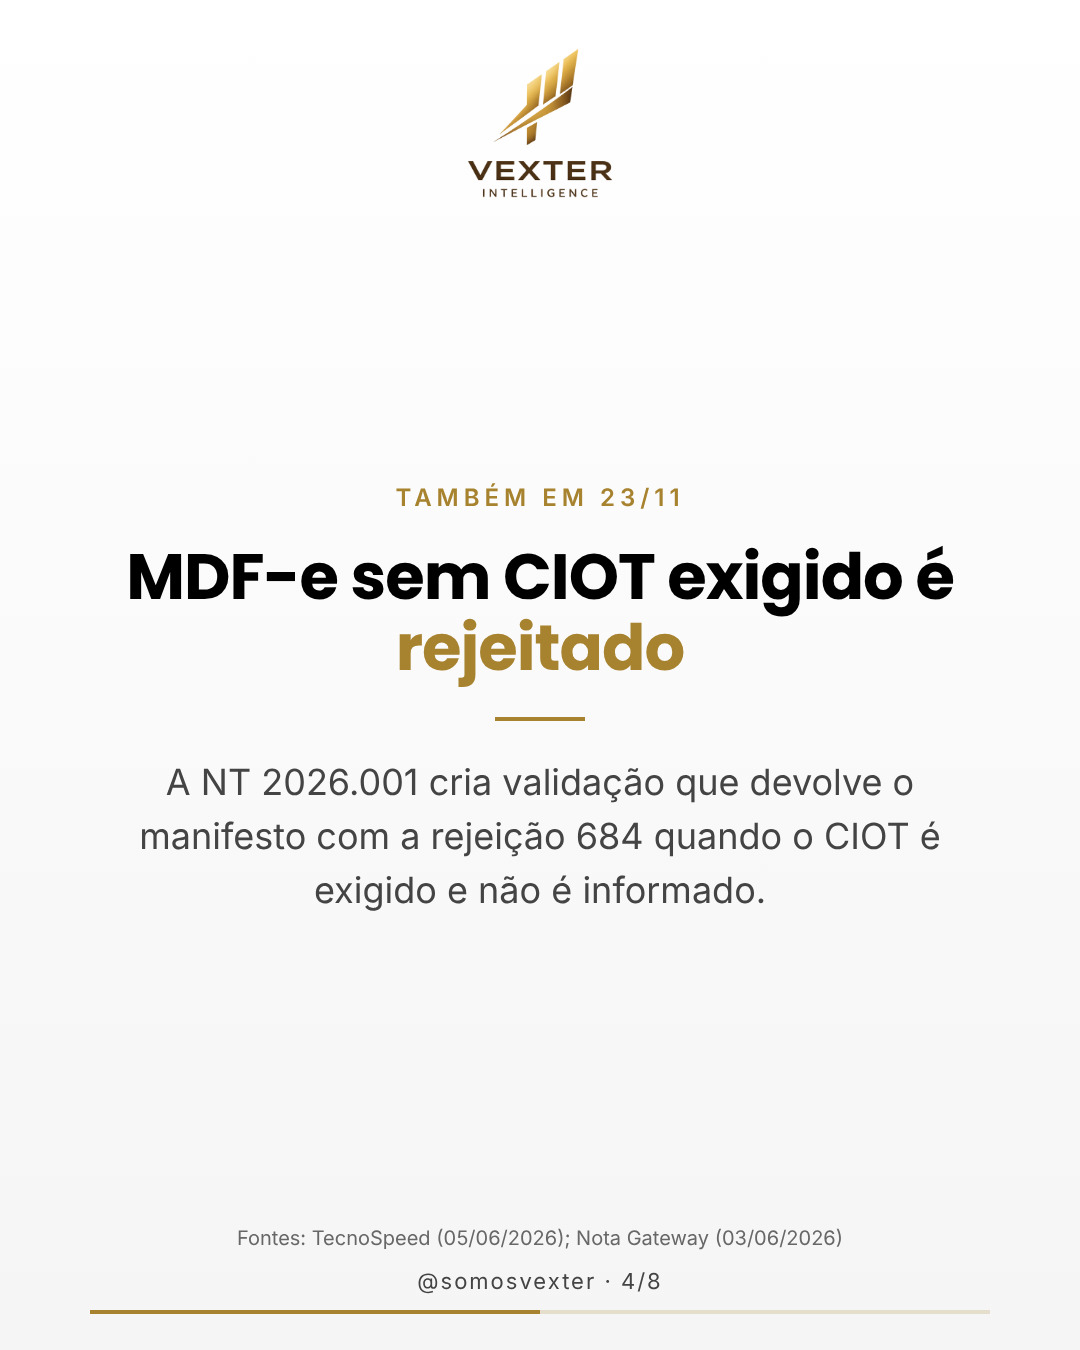 VEXTER
INTELLIGENCE
TAMBÉM EM 23/11
MDF-e sem CIOT exigido é
rejeitado
A NT 2026.001 cria validação que devolve o
manifesto com a rejeição 684 quando o CIOT é
exigido e não é informado.
Fontes: TecnoSpeed (05/06/2026); Nota Gateway (03/06/2026)
@somosvexter · 4/8